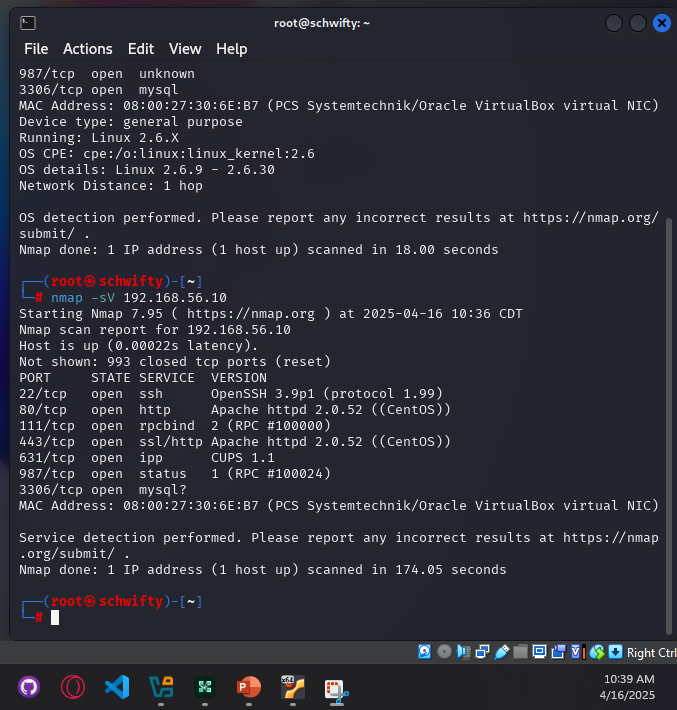 root@schwifty: ~
File Actions Edit View Help
987/tcp open unknown
3306/tcp open mysql
MAC Address: 08:00:27:30:6E:B7 (PCS Systemtechnik/Oracle VirtualBox virtual NIC)
Device type: general purpose
Running: Linux 2.6.X
OS CPE: cpe:/o:linux:linux_kernel:2.6
OS details: Linux 2.6.9 - 2.6.30
Network Distance: 1 hop
OS detection performed. Please report any incorrect results at https://nmap.org/
submit/ .
Nmap done: 1 IP address (1 host up) scanned in 18.00 seconds
┌──(root㉿schwifty)-[~]
└─# nmap -sV 192.168.56.10
Starting Nmap 7.95 ( https://nmap.org ) at 2025-04-16 10:36 CDT
Nmap scan report for 192.168.56.10
Host is up (0.00022s latency).
Not shown: 993 closed tcp ports (reset)
PORT STATE SERVICE VERSION
22/tcp open ssh OpenSSH 3.9p1 (protocol 1.99)
80/tcp open http Apache httpd 2.0.52 ((CentOS))
111/tcp open rpcbind 2 (RPC #100000)
443/tcp open ssl/http Apache httpd 2.0.52 ((CentOS))
631/tcp open ipp CUPS 1.1
987/tcp open status 1 (RPC #100024)
3306/tcp open mysql?
MAC Address: 08:00:27:30:6E:B7 (PCS Systemtechnik/Oracle VirtualBox virtual NIC)
Service detection performed. Please report any incorrect results at https://nmap
.org/submit/ .
Nmap done: 1 IP address (1 host up) scanned in 174.05 seconds
┌──(root㉿schwifty)-[~]
└─#
Right Ctrl
x64
10:39 AM
4/16/2025